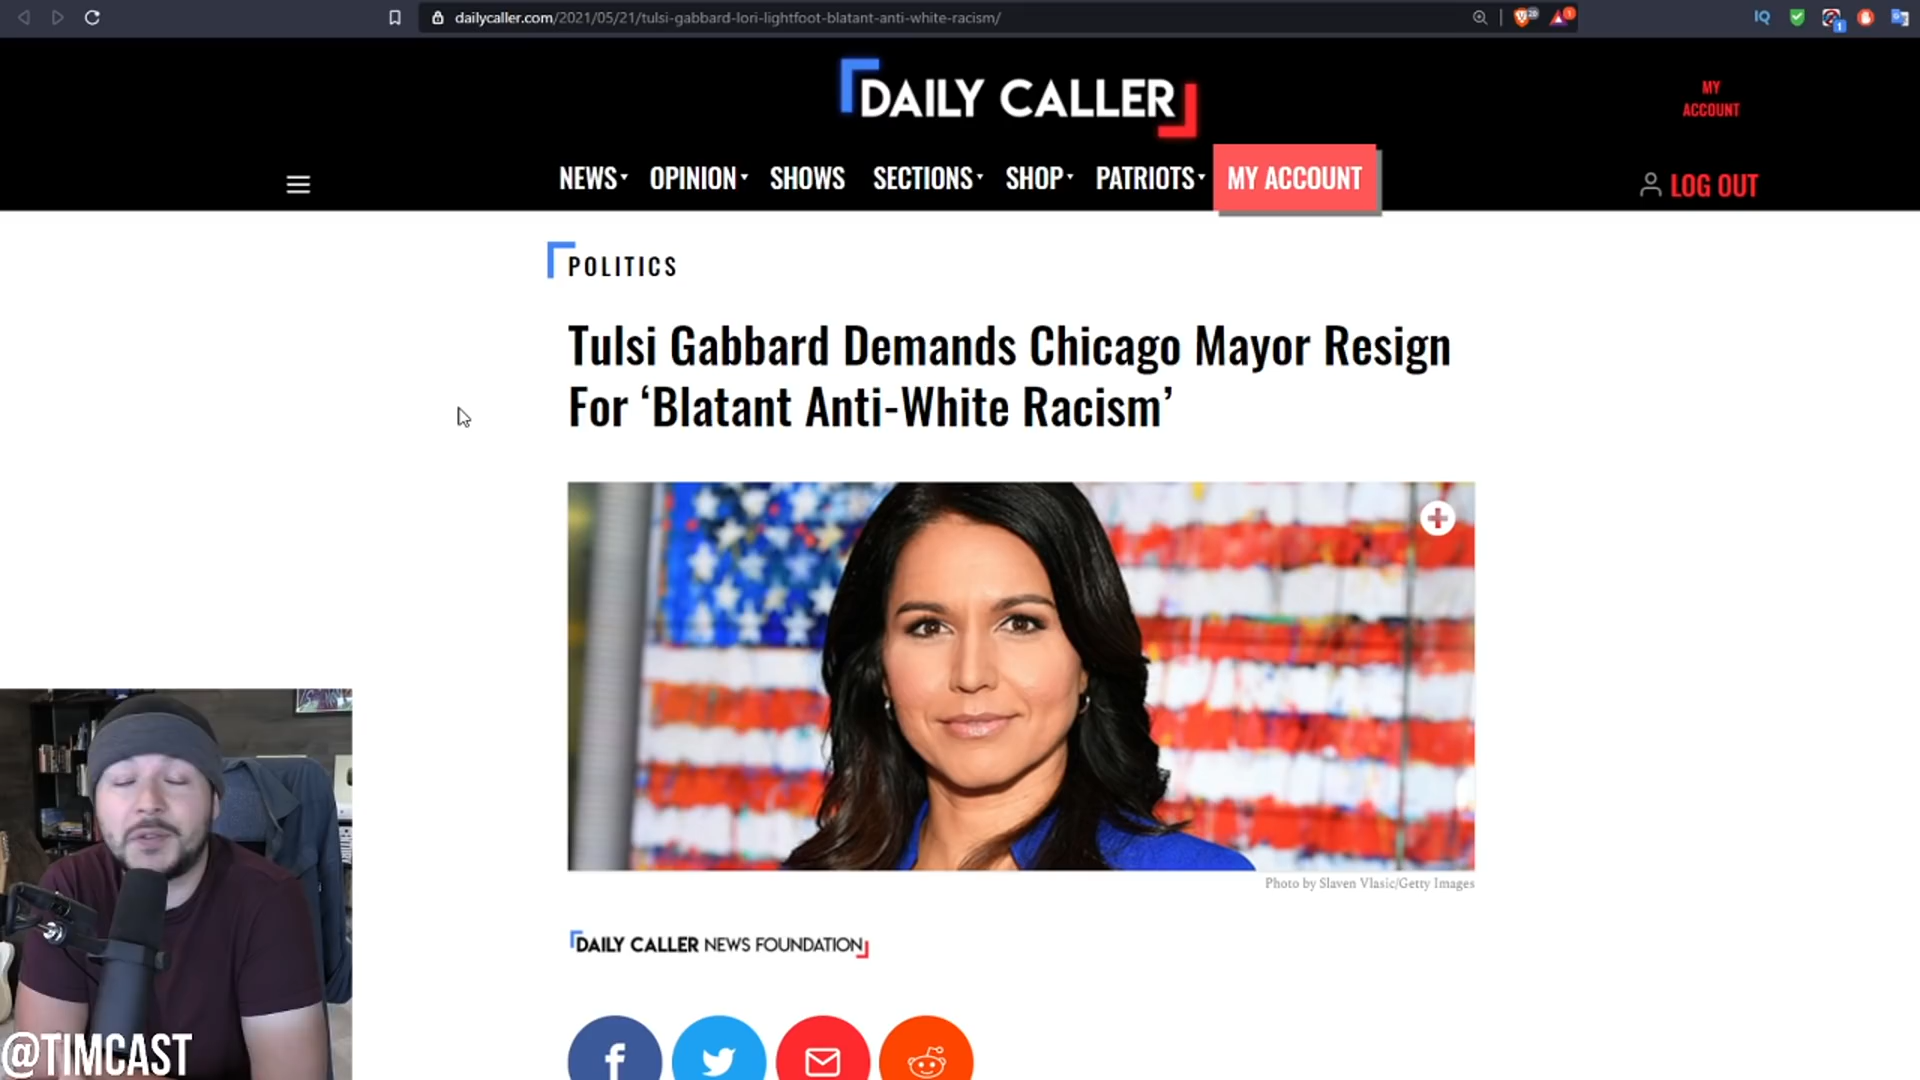 dailycaller.com/2021/05/21/tulsi-gabbard-lori-lightfoot-blatant-anti-white-racism/
IQ
DAILY CALLER
MY
ACCOUNT
NEWS
OPINION
SHOWS
SECTIONS
SHOP
PATRIOTS
MY ACCOUNT
LOG OUT
POLITICS
Tulsi Gabbard Demands Chicago Mayor Resign
For ‘Blatant Anti-White Racism’
Photo by Slaven Vlasic/Getty Images
DAILY CALLER NEWS FOUNDATION
@TIMCAST